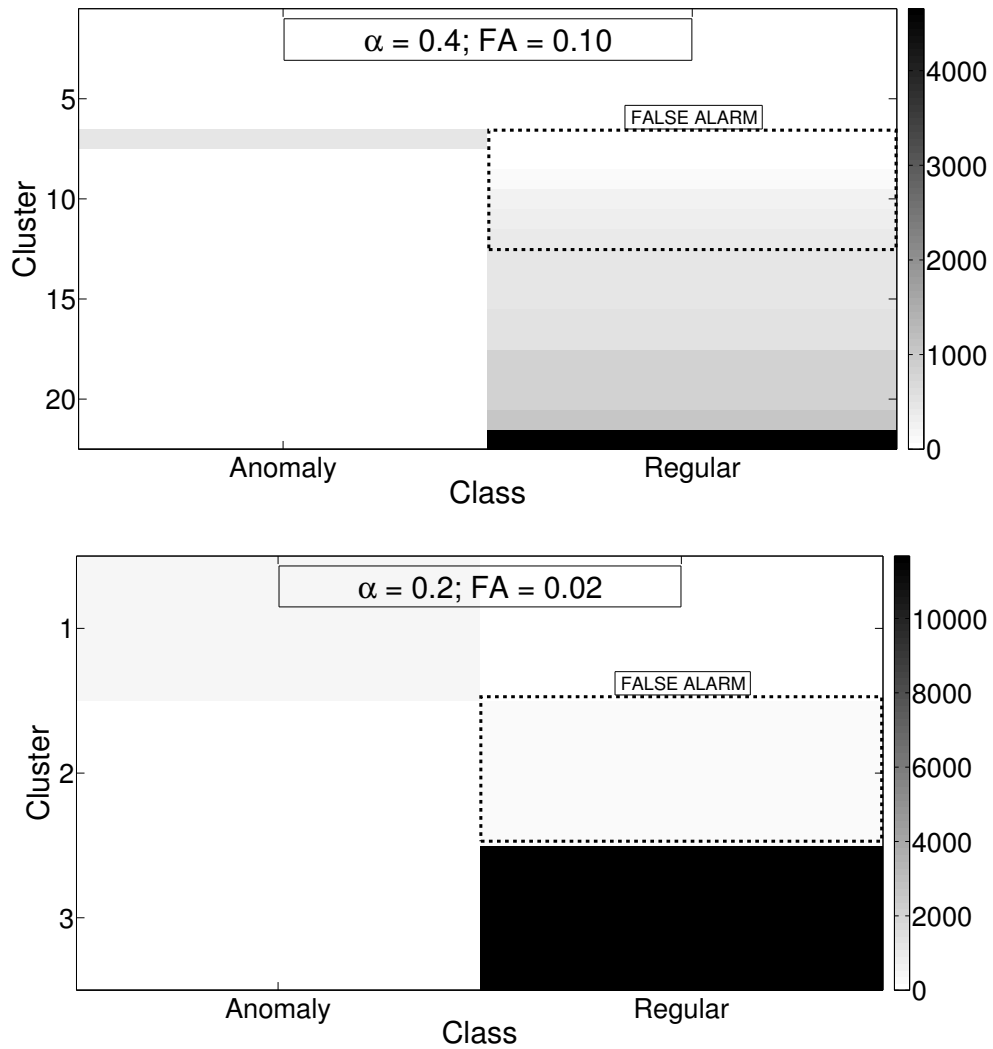 α = 0.4; FA = 0.10
FALSE ALARM
5
10
15
20
Cluster
Anomaly
Regular
Class
4000
3000
2000
1000
0
α = 0.2; FA = 0.02
FALSE ALARM
1
2
3
Cluster
Anomaly
Regular
Class
10000
8000
6000
4000
2000
0